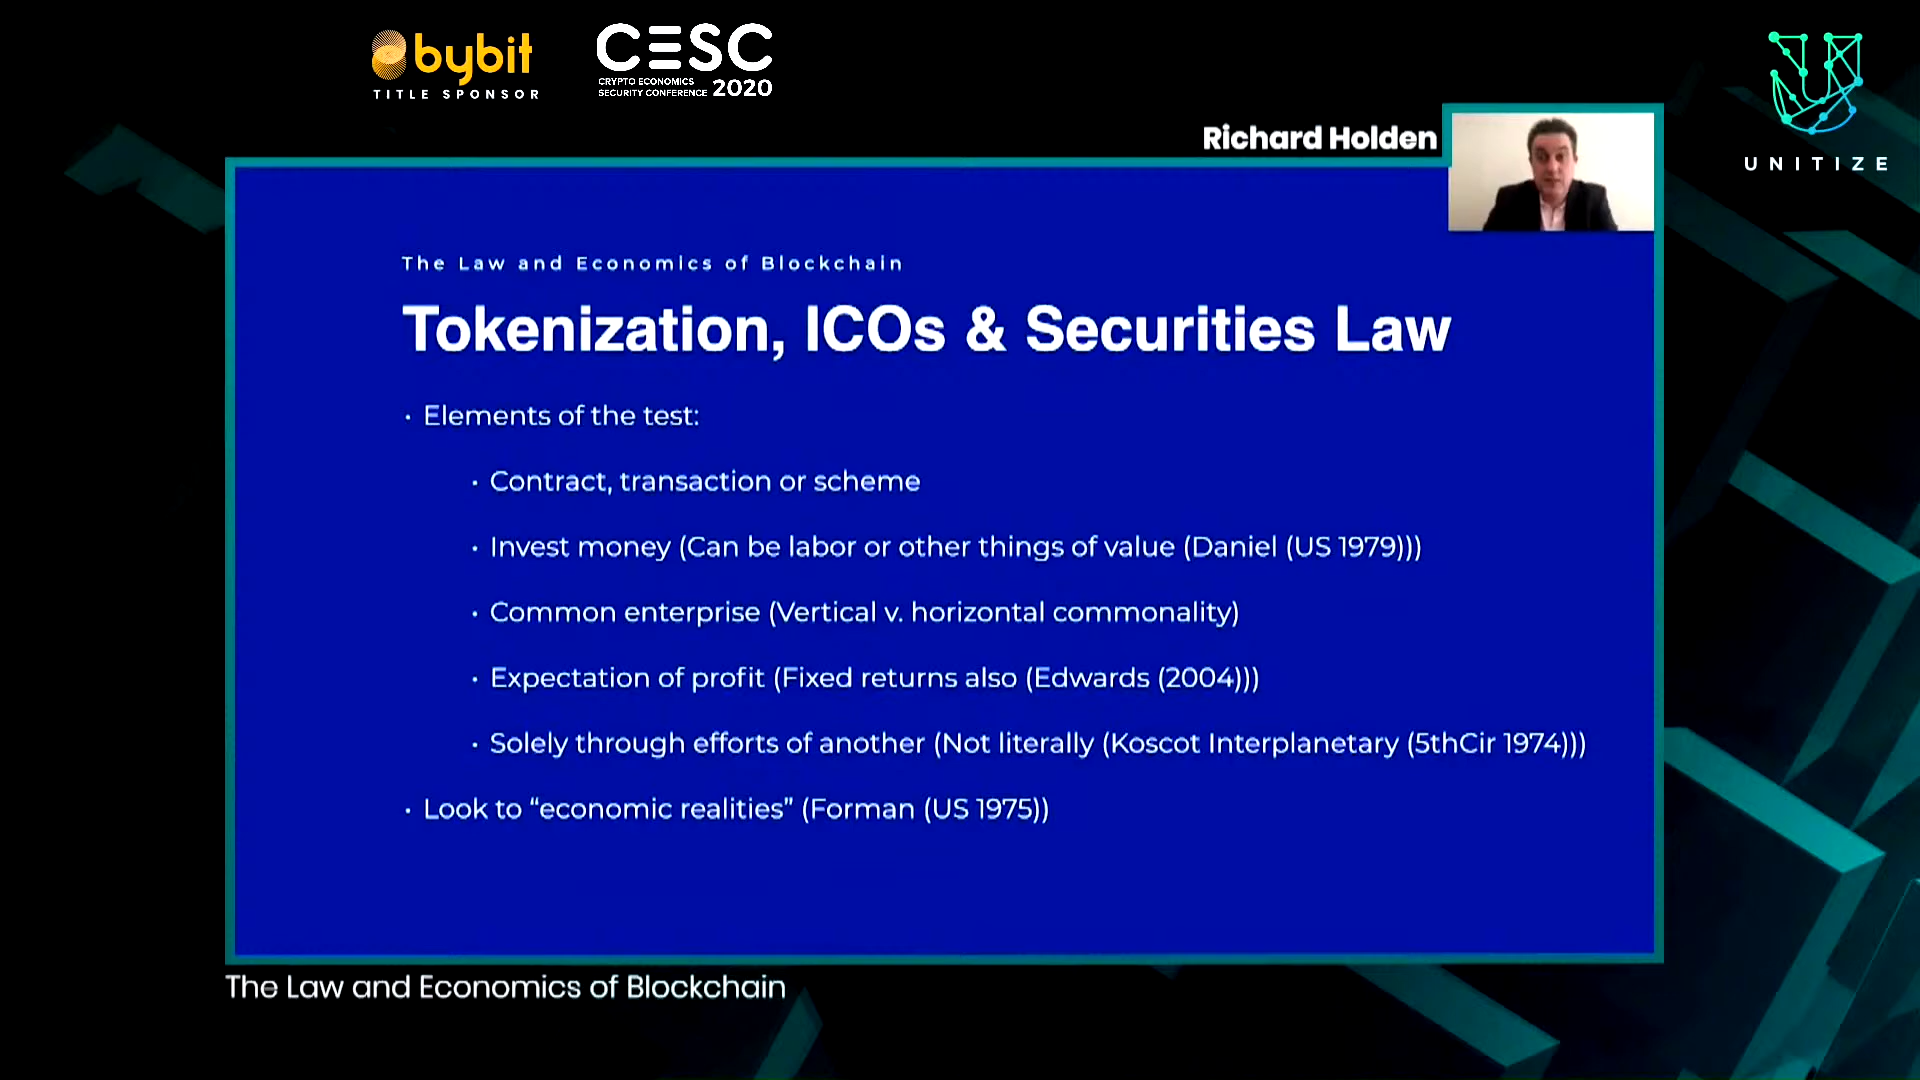 bybit
TITLE SPONSOR
CESC
CRYPTO ECONOMICS
SECURITY CONFERENCE 2020
UNITIZE
Richard Holden
The Law and Economics of Blockchain
Tokenization, ICOs & Securities Law
• Elements of the test:
• Contract, transaction or scheme
• Invest money (Can be labor or other things of value (Daniel (US 1979)))
• Common enterprise (Vertical v. horizontal commonality)
• Expectation of profit (Fixed returns also (Edwards (2004)))
• Solely through efforts of another (Not literally (Koscot Interplanetary (5thCir 1974)))
• Look to “economic realities” (Forman (US 1975))
The Law and Economics of Blockchain